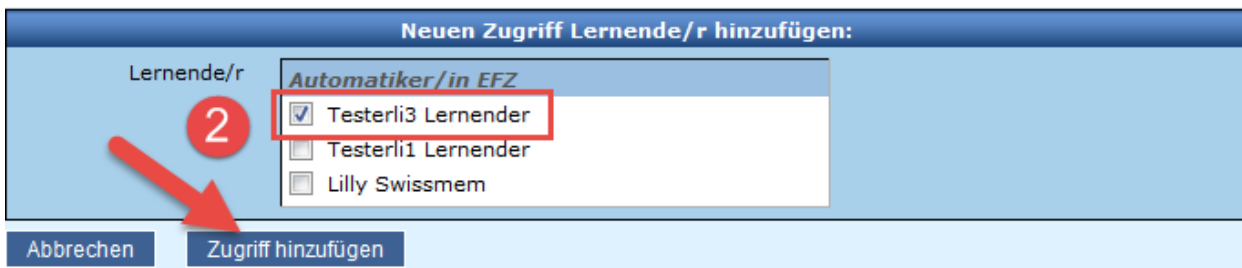 Neuen Zugriff Lernende/r hinzufügen:
Lernende/r
Automatiker/in EFZ
2
Testerli3 Lernender
Testerli1 Lernender
Lilly Swissmem
Abbrechen
Zugriff hinzufügen